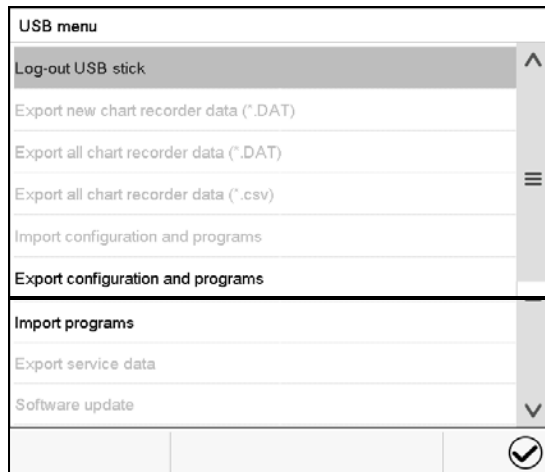 USB menu
Log-out USB stick
Export new chart recorder data (*.DAT)
Export all chart recorder data (*.DAT)
Export all chart recorder data (*.csv)
Import configuration and programs
Export configuration and programs
Import programs
Export service data
Software update